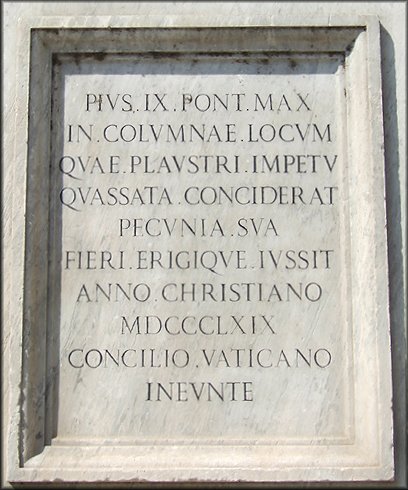 PIVS . IX . PONT . MAX
IN . COLVMNAE . LOCVM
QVAE . PLAVSTRI . IMPETV
QVASSATA . CONCIDERAT
PECVNIA . SVA
FIERI . ERIGIQVE . IVSSIT
ANNO . CHRISTIANO
MDCCCLXIX
CONCILIO . VATICANO
INEVNTE